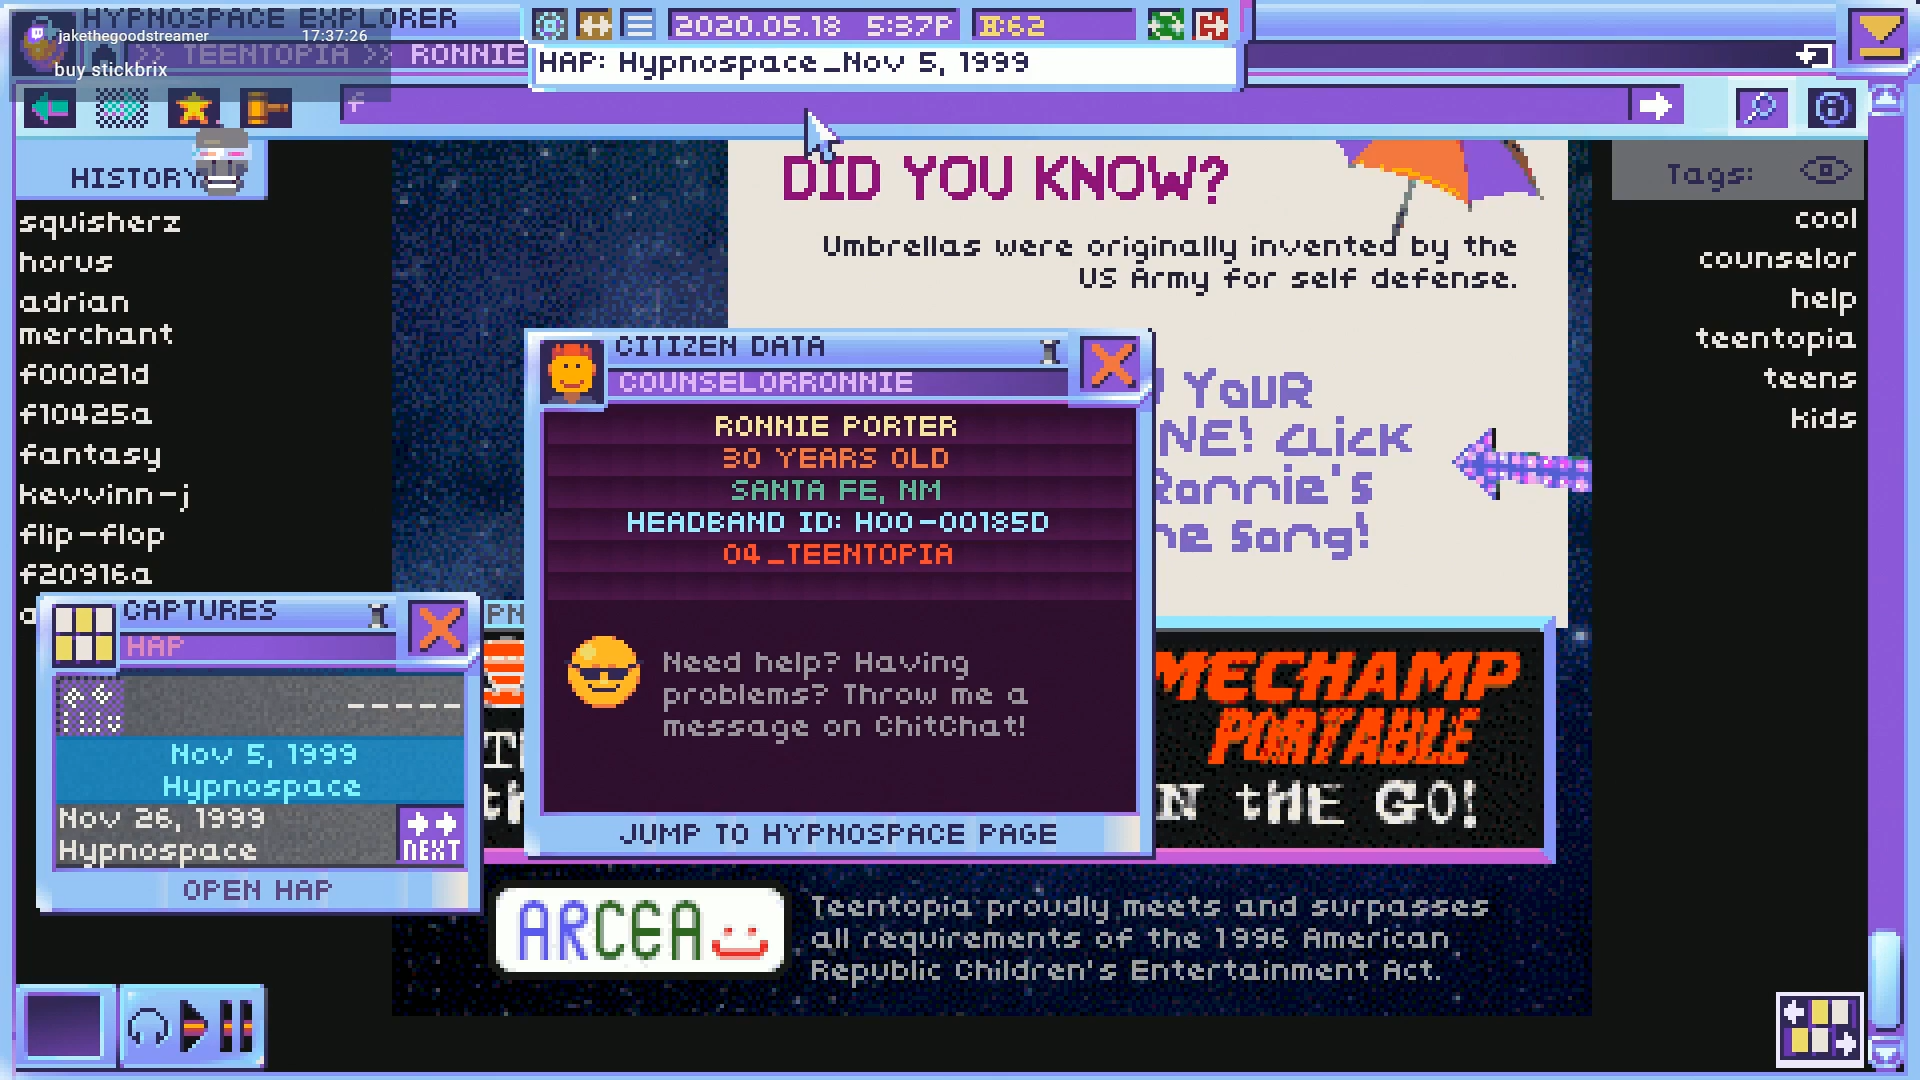 HYPNOSPACE EXPLORER
jakethegoodstreamer 17:37:26
>> TEENTOPIA >> RONNIE
buy stickbrix
2020.05.18 5:37P
62
HAP: Hypnospace_Nov 5, 1999
f
HISTORY
squisherz
horus
adrian
merchant
f00021d
f10425a
fantasy
kevvinn-j
flip-flop
f20916a
DID YOU KNOW?
Umbrellas were originally invented by the
US Army for self defense.
Tags:
cool
counselor
help
teentopia
teens
kids
CITIZEN DATA
COUNSELORRONNIE
RONNIE PORTER
30 YEARS OLD
SANTA FE, NM
HEADBAND ID: H00-00185D
04_TEENTOPIA
Need help? Having
problems? Throw me a
message on ChitChat!
JUMP TO HYPNOSPACE PAGE
YOUR
NE! Click
Ronnie's
song!
CAPTURES
HAP
-----
Nov 5, 1999
Hypnospace
Nov 26, 1999
Hypnospace
NEXT
OPEN HAP
MECHAMP
PORTABLE
N tHE GO!
ARCEA
Teentopia proudly meets and surpasses
all requirements of the 1996 American
Republic Children's Entertainment Act.